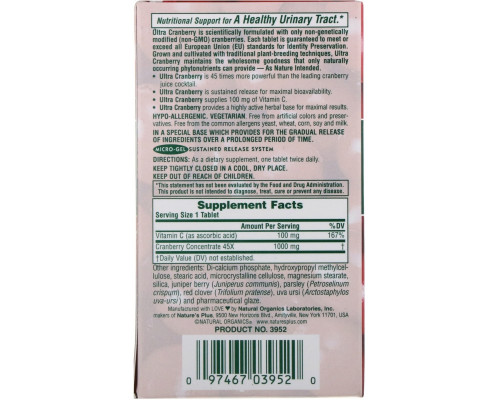 Nutritional Support for A Healthy Urinary Tract.*
Ultra Cranberry is scientifically formulated with only non-genetically
modified (non-GMO) cranberries. Each tablet is guaranteed to meet or
exceed all European Union (EU) standards for Identity Preservation.
Grown and cultivated with traditional plant-breeding techniques, Ultra
Cranberry maintains the wholesome goodness that only naturally
occurring phytonutrients can provide — As Nature Intended.
• Ultra Cranberry is 45 times more powerful than the leading cranberry
juice cocktail.
• Ultra Cranberry is sustained release for maximal bioavailability.
• Ultra Cranberry supplies 100 mg of Vitamin C.
• Ultra Cranberry provides a highly active herbal base for maximal results.
HYPO-ALLERGENIC. VEGETARIAN. Free from artificial colors and preser-
vatives. Free from the common allergens yeast, wheat, corn, soy and milk.
IN A SPECIAL BASE WHICH PROVIDES FOR THE GRADUAL RELEASE
OF INGREDIENTS OVER A PROLONGED PERIOD OF TIME.
MICRO-GEL SUSTAINED RELEASE SYSTEM
DIRECTIONS: As a dietary supplement, one tablet twice daily.
KEEP TIGHTLY CLOSED IN A COOL, DRY PLACE.
KEEP OUT OF REACH OF CHILDREN.
*This statement has not been evaluated by the Food and Drug Administration.
This product is not intended to diagnose, treat, cure or prevent any disease.
Supplement Facts
Serving Size 1 Tablet
Amount Per Serving %DV
Vitamin C (as ascorbic acid) 100 mg 167%
Cranberry Concentrate 45X 1000 mg †
†Daily Value (DV) not established.
Other ingredients: Di-calcium phosphate, hydroxypropyl methylcel-
lulose, stearic acid, microcrystalline cellulose, magnesium stearate,
silica, juniper berry (Juniperus communis), parsley (Petroselinum
crispum), red clover (Trifolium pratense), uva ursi (Arctostaphylos
uva-ursi) and pharmaceutical glaze.
Manufactured with LOVE ♥ by Natural Organics Laboratories, Inc.
makers of Nature's Plus, 9500 New Horizons Blvd., Amityville, New York 11701, USA
©NATURAL ORGANICS® www.natureplus.com
PRODUCT NO. 3952
0 97467 03952 0